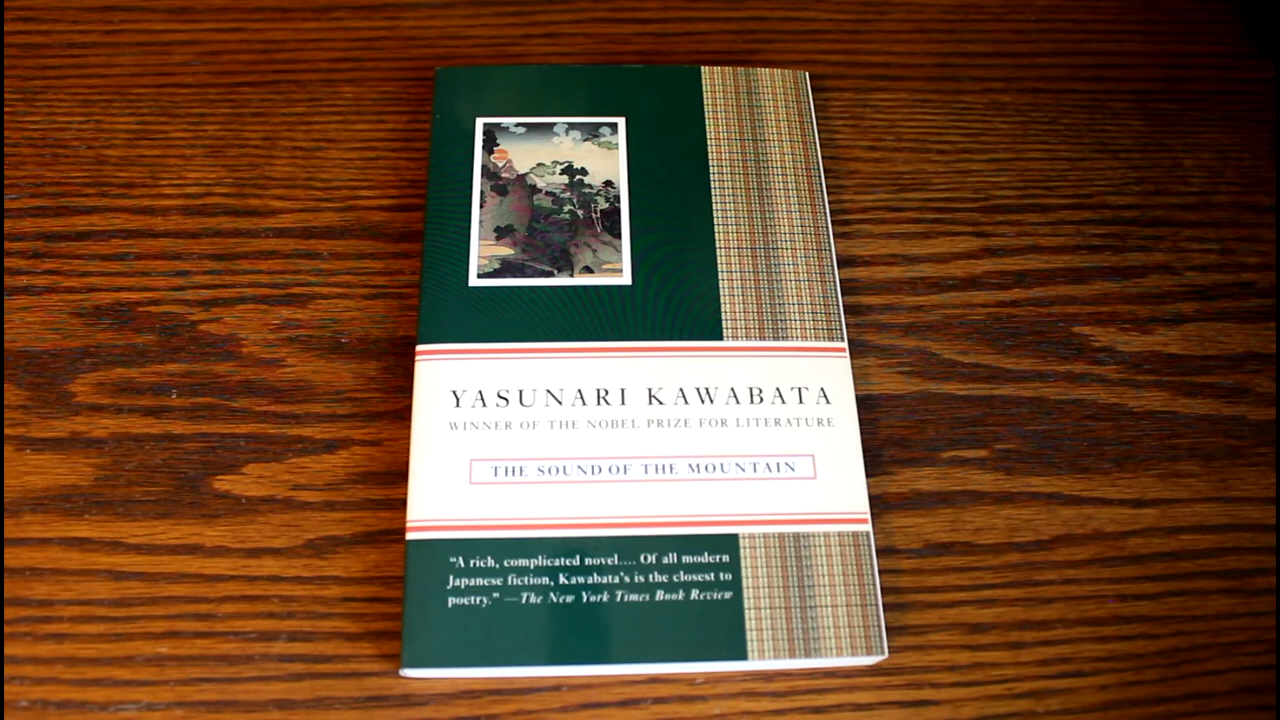 YASUNARI KAWABATA
WINNER OF THE NOBEL PRIZE FOR LITERATURE
THE SOUND OF THE MOUNTAIN
“A rich, complicated novel.... Of all modern
Japanese fiction, Kawabata’s is the closest to
poetry.” —The New York Times Book Review